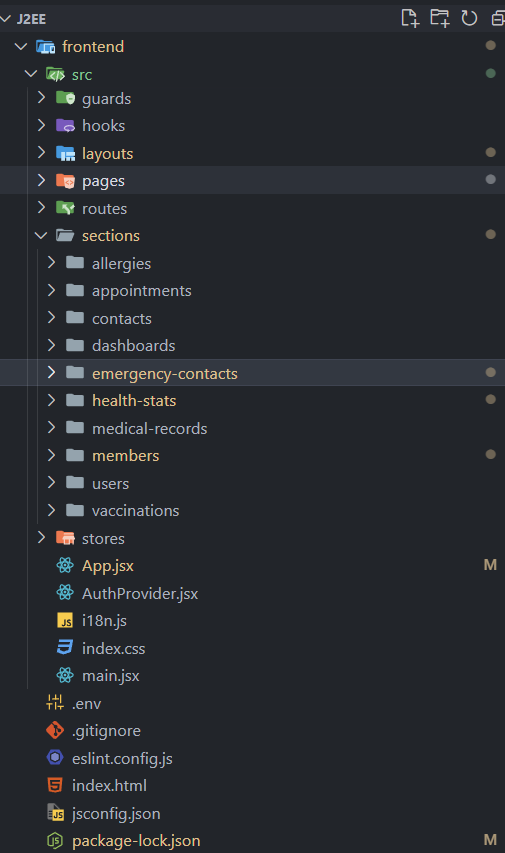 J2EE
frontend
src
guards
hooks
layouts
pages
routes
sections
allergies
appointments
contacts
dashboards
emergency-contacts
health-stats
medical-records
members
users
vaccinations
stores
App.jsx M
AuthProvider.jsx
JS i18n.js
index.css
main.jsx
.env
.gitignore
eslint.config.js
index.html
JS jsconfig.json
package-lock.json M